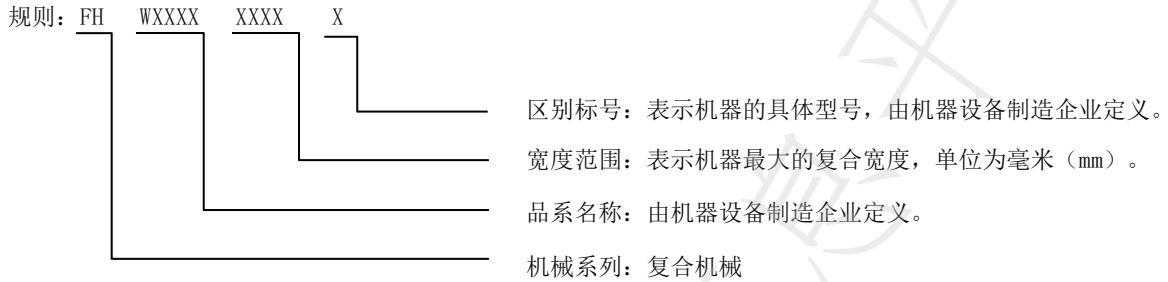 规则：FH WXXXX XXXX X
区别标号：表示机器的具体型号，由机器设备制造企业定义。
宽度范围：表示机器最大的复合宽度，单位为毫米（mm）。
品系名称：由机器设备制造企业定义。
机械系列：复合机械